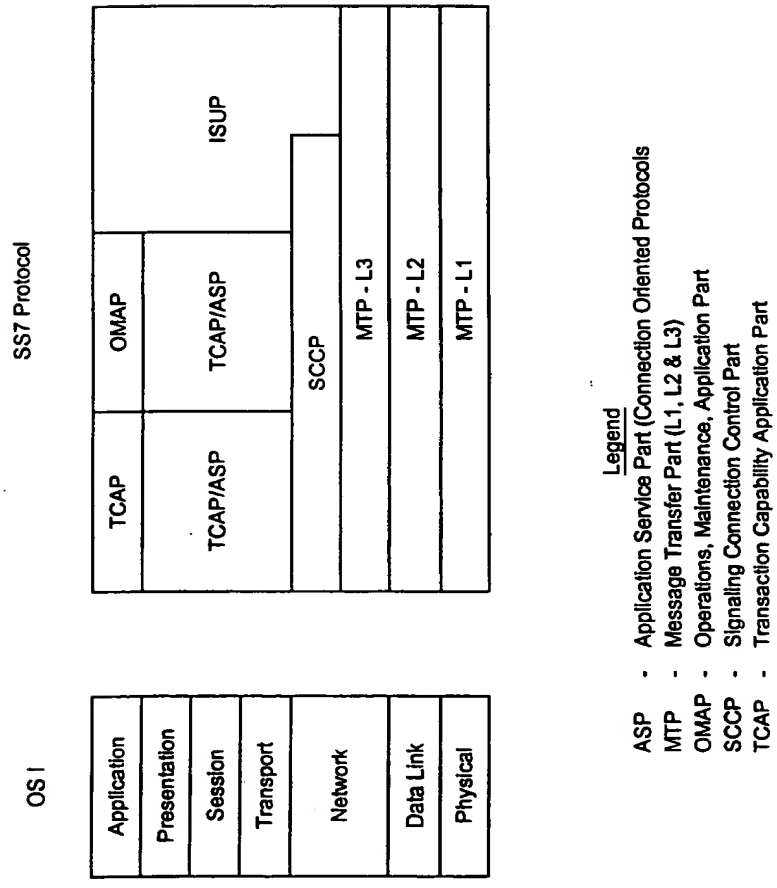 OS I
Application
Presentation
Session
Transport
Network
Data Link
Physical
SS7 Protocol
TCAP
OMAP
ISUP
TCAP/ASP
TCAP/ASP
SCCP
MTP - L3
MTP - L2
MTP - L1
Legend
ASP - Application Service Part (Connection Oriented Protocols
MTP - Message Transfer Part (L1, L2 & L3)
OMAP - Operations, Maintenance, Application Part
SCCP - Signaling Connection Control Part
TCAP - Transaction Capability Application Part